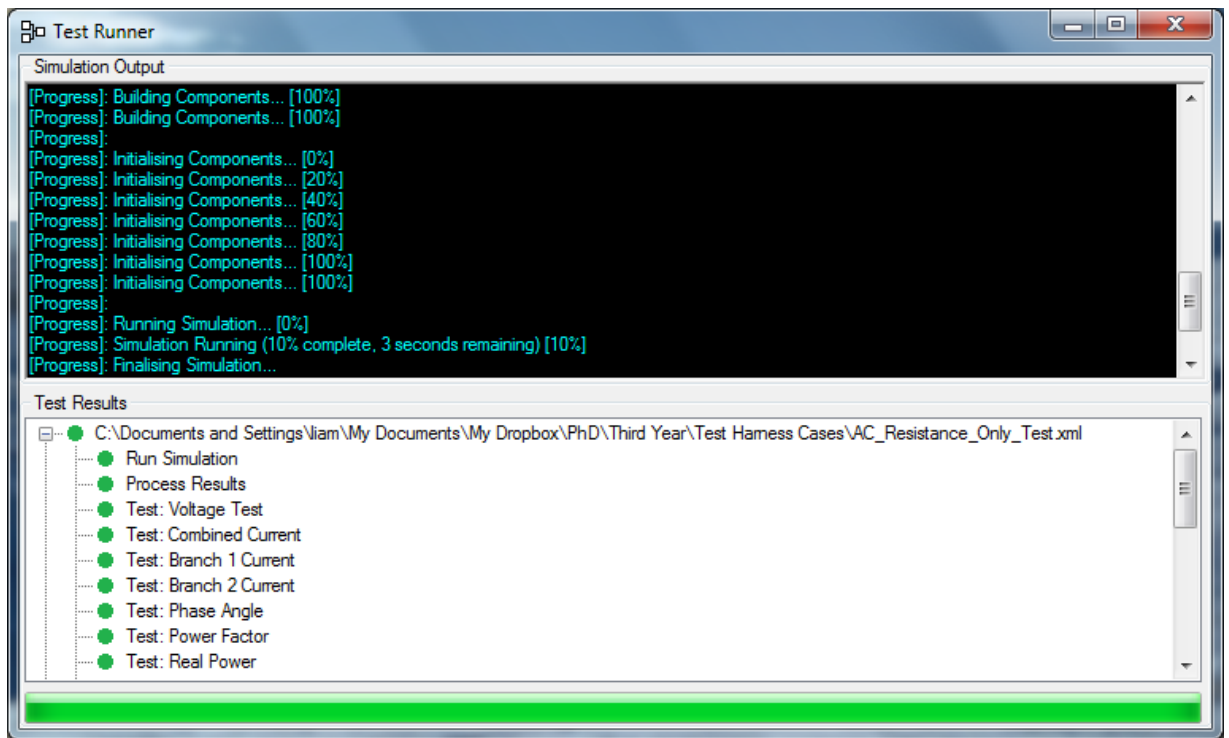 Test Runner
Simulation Output
[Progress]: Building Components... [100%]
[Progress]: Building Components... [100%]
[Progress]:
[Progress]: Initialising Components... [0%]
[Progress]: Initialising Components... [20%]
[Progress]: Initialising Components... [40%]
[Progress]: Initialising Components... [60%]
[Progress]: Initialising Components... [80%]
[Progress]: Initialising Components... [100%]
[Progress]: Initialising Components... [100%]
[Progress]:
[Progress]: Running Simulation... [0%]
[Progress]: Simulation Running (10% complete, 3 seconds remaining) [10%]
[Progress]: Finalising Simulation...
Test Results
C:\Documents and Settings\liam\My Documents\My Dropbox\PhD\Third Year\Test Harness Cases\AC_Resistance_Only_Test.xml
Run Simulation
Process Results
Test: Voltage Test
Test: Combined Current
Test: Branch 1 Current
Test: Branch 2 Current
Test: Phase Angle
Test: Power Factor
Test: Real Power